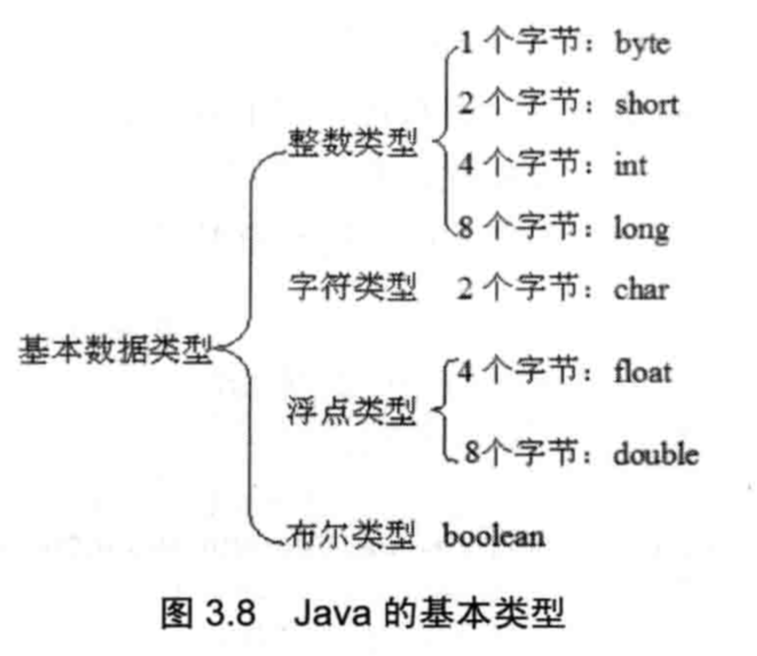 1 个字节：byte
2 个字节：short
整数类型
4 个字节：int
8 个字节：long
字符类型 2 个字节：char
基本数据类型
4 个字节：float
浮点类型
8个字节：double
布尔类型 boolean
图 3.8 Java 的基本类型